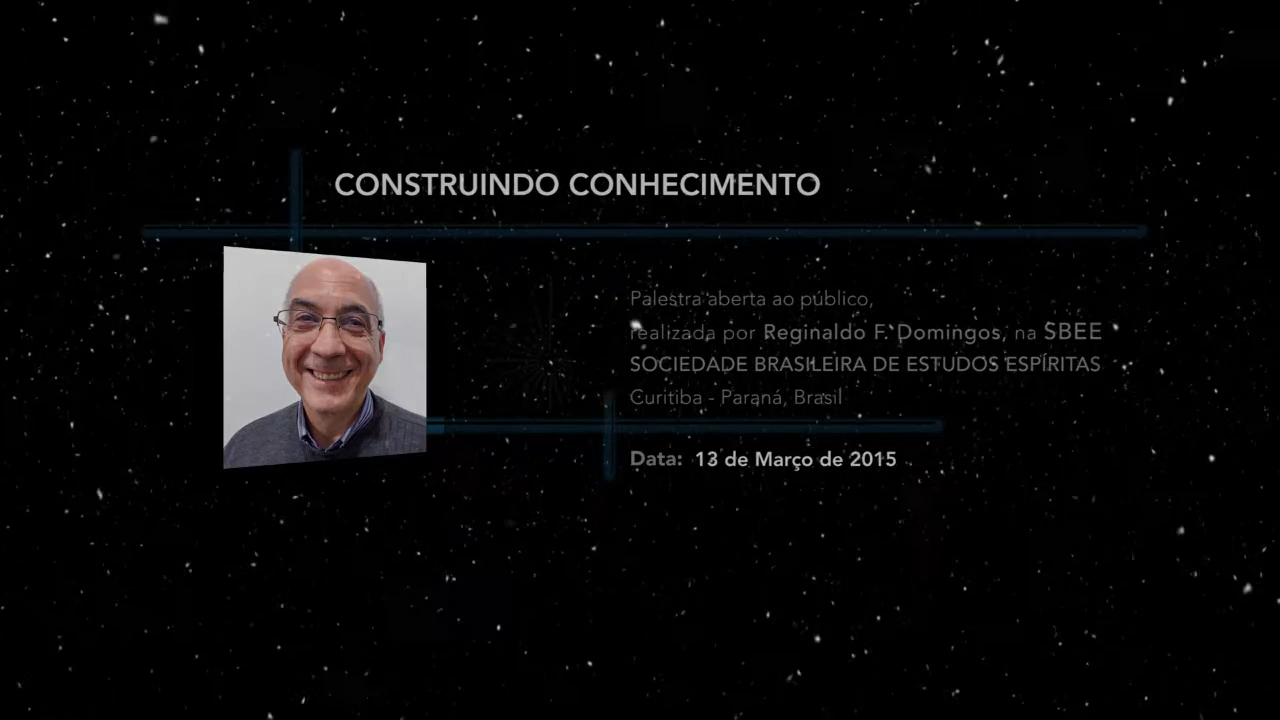 CONSTRUINDO CONHECIMENTO
Palestra aberta ao público,
realizada por Reginaldo F. Domingos, na SBEE
SOCIEDADE BRASILEIRA DE ESTUDOS ESPÍRITAS
Curitiba - Paraná, Brasil
Data: 13 de Março de 2015